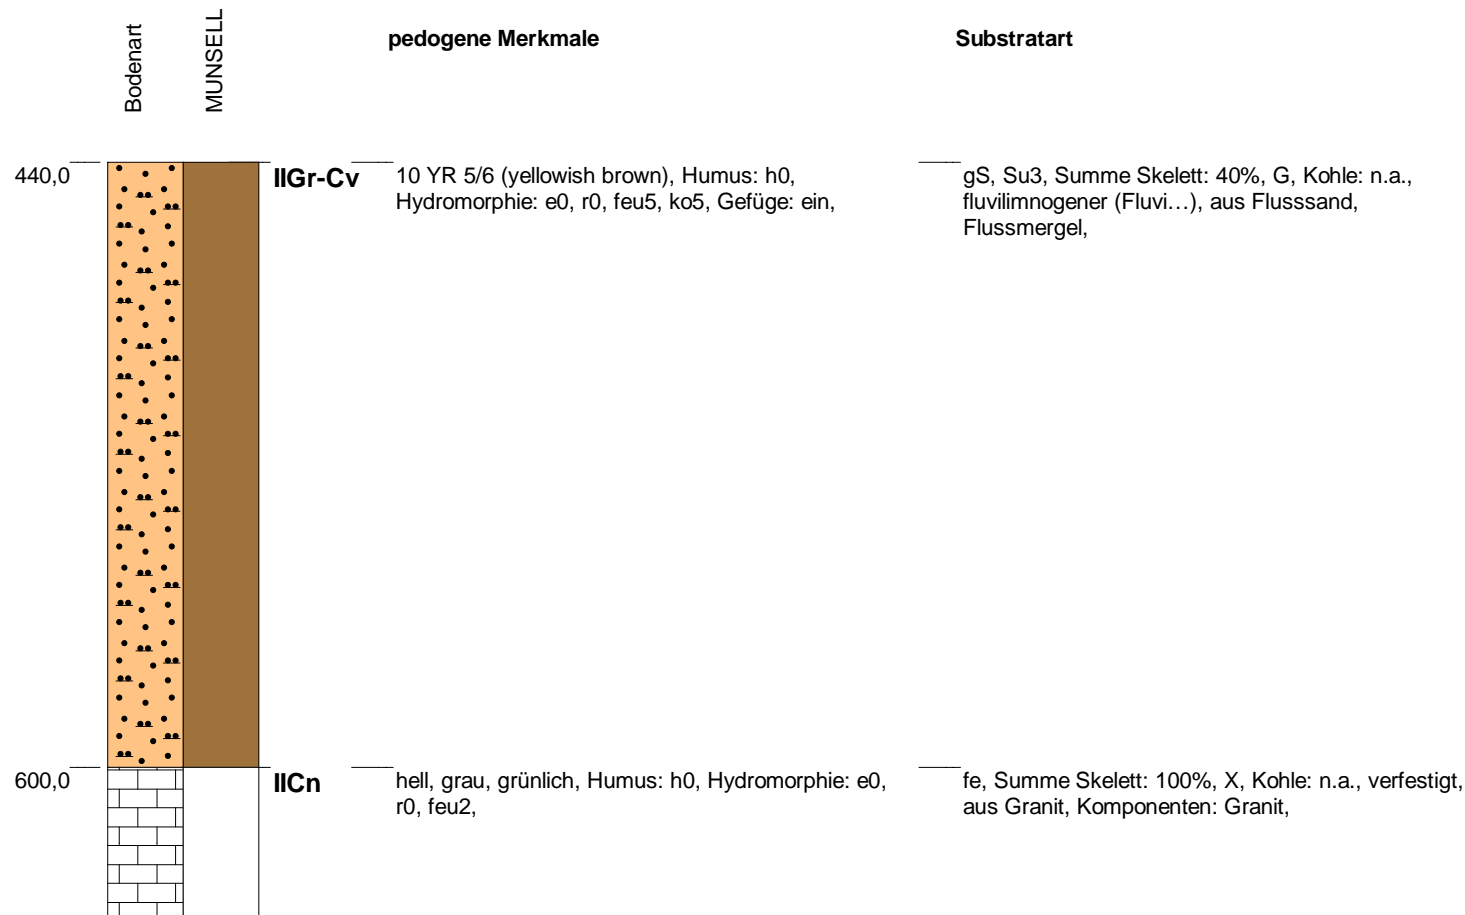 Bodenart
MUNSELL
pedogene Merkmale
Substratart
440,0
IIGr-Cv
10 YR 5/6 (yellowish brown), Humus: h0,
Hydromorphie: e0, r0, feu5, ko5, Gefüge: ein,
gS, Su3, Summe Skelett: 40%, G, Kohle: n.a.,
fluvilimnogener (Fluvi…), aus Flusssand,
Flussmergel,
600,0
IICn
hell, grau, grünlich, Humus: h0, Hydromorphie: e0,
r0, feu2,
fe, Summe Skelett: 100%, X, Kohle: n.a., verfestigt,
aus Granit, Komponenten: Granit,